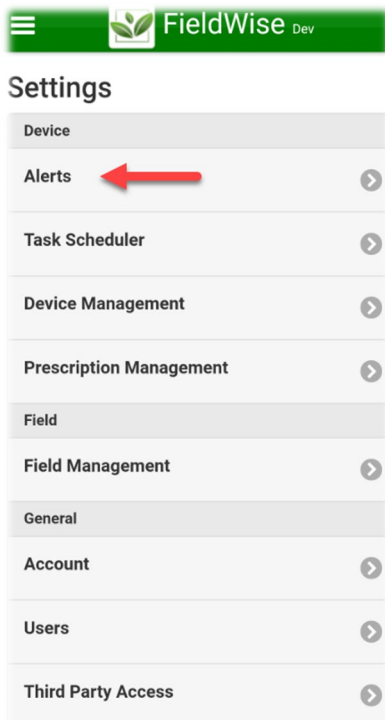 FieldWise Dev
Settings
Device
Alerts
Task Scheduler
Device Management
Prescription Management
Field
Field Management
General
Account
Users
Third Party Access